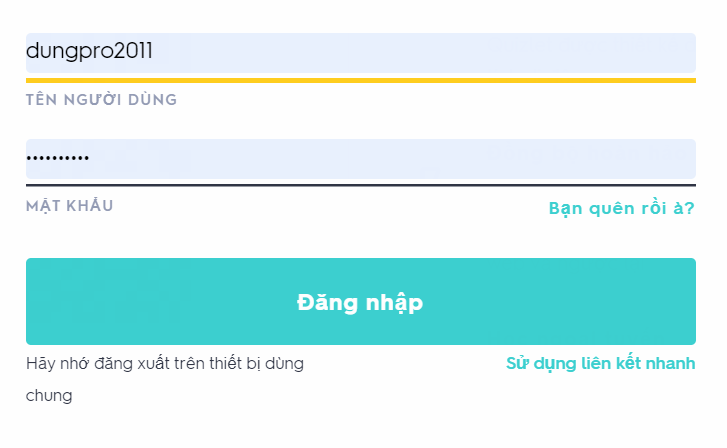 dungpro2011
TÊN NGƯỜI DÙNG
••••••••••
MẬT KHẨU
Bạn quên rồi à?
Đăng nhập
Hãy nhớ đăng xuất trên thiết bị dùng
chung
Sử dụng liên kết nhanh